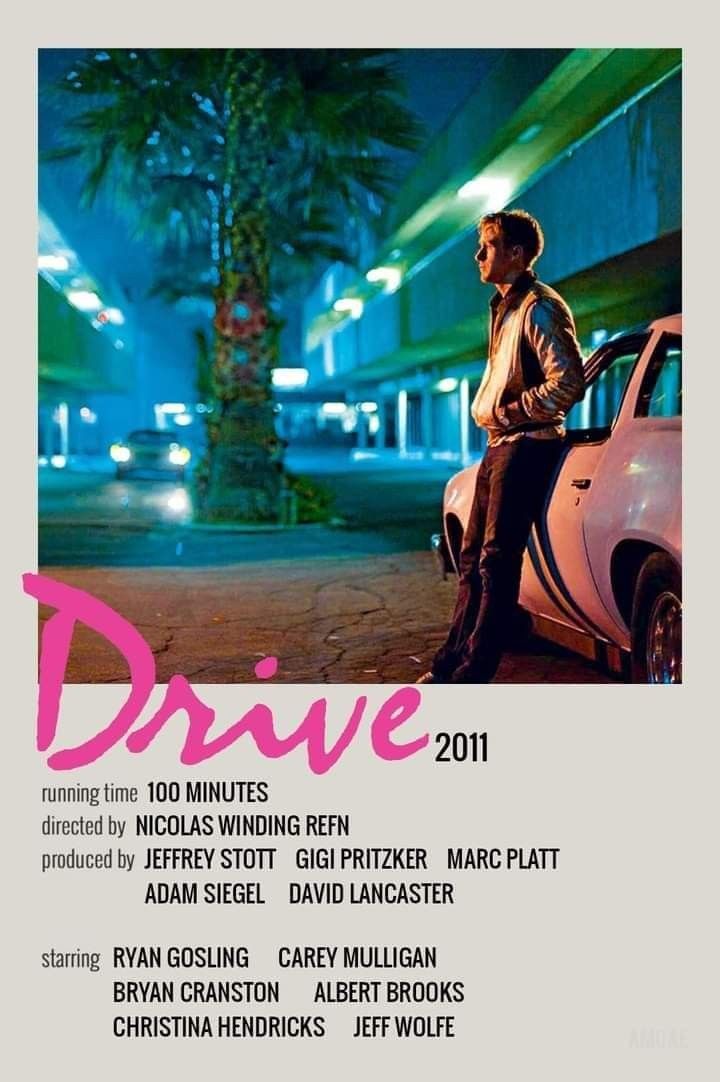 Drive 2011
running time 100 MINUTES
directed by NICOLAS WINDING REFN
produced by JEFFREY STOTT GIGI PRITZKER MARC PLATT
ADAM SIEGEL DAVID LANCASTER
starring RYAN GOSLING CAREY MULLIGAN
BRYAN CRANSTON ALBERT BROOKS
CHRISTINA HENDRICKS JEFF WOLFE